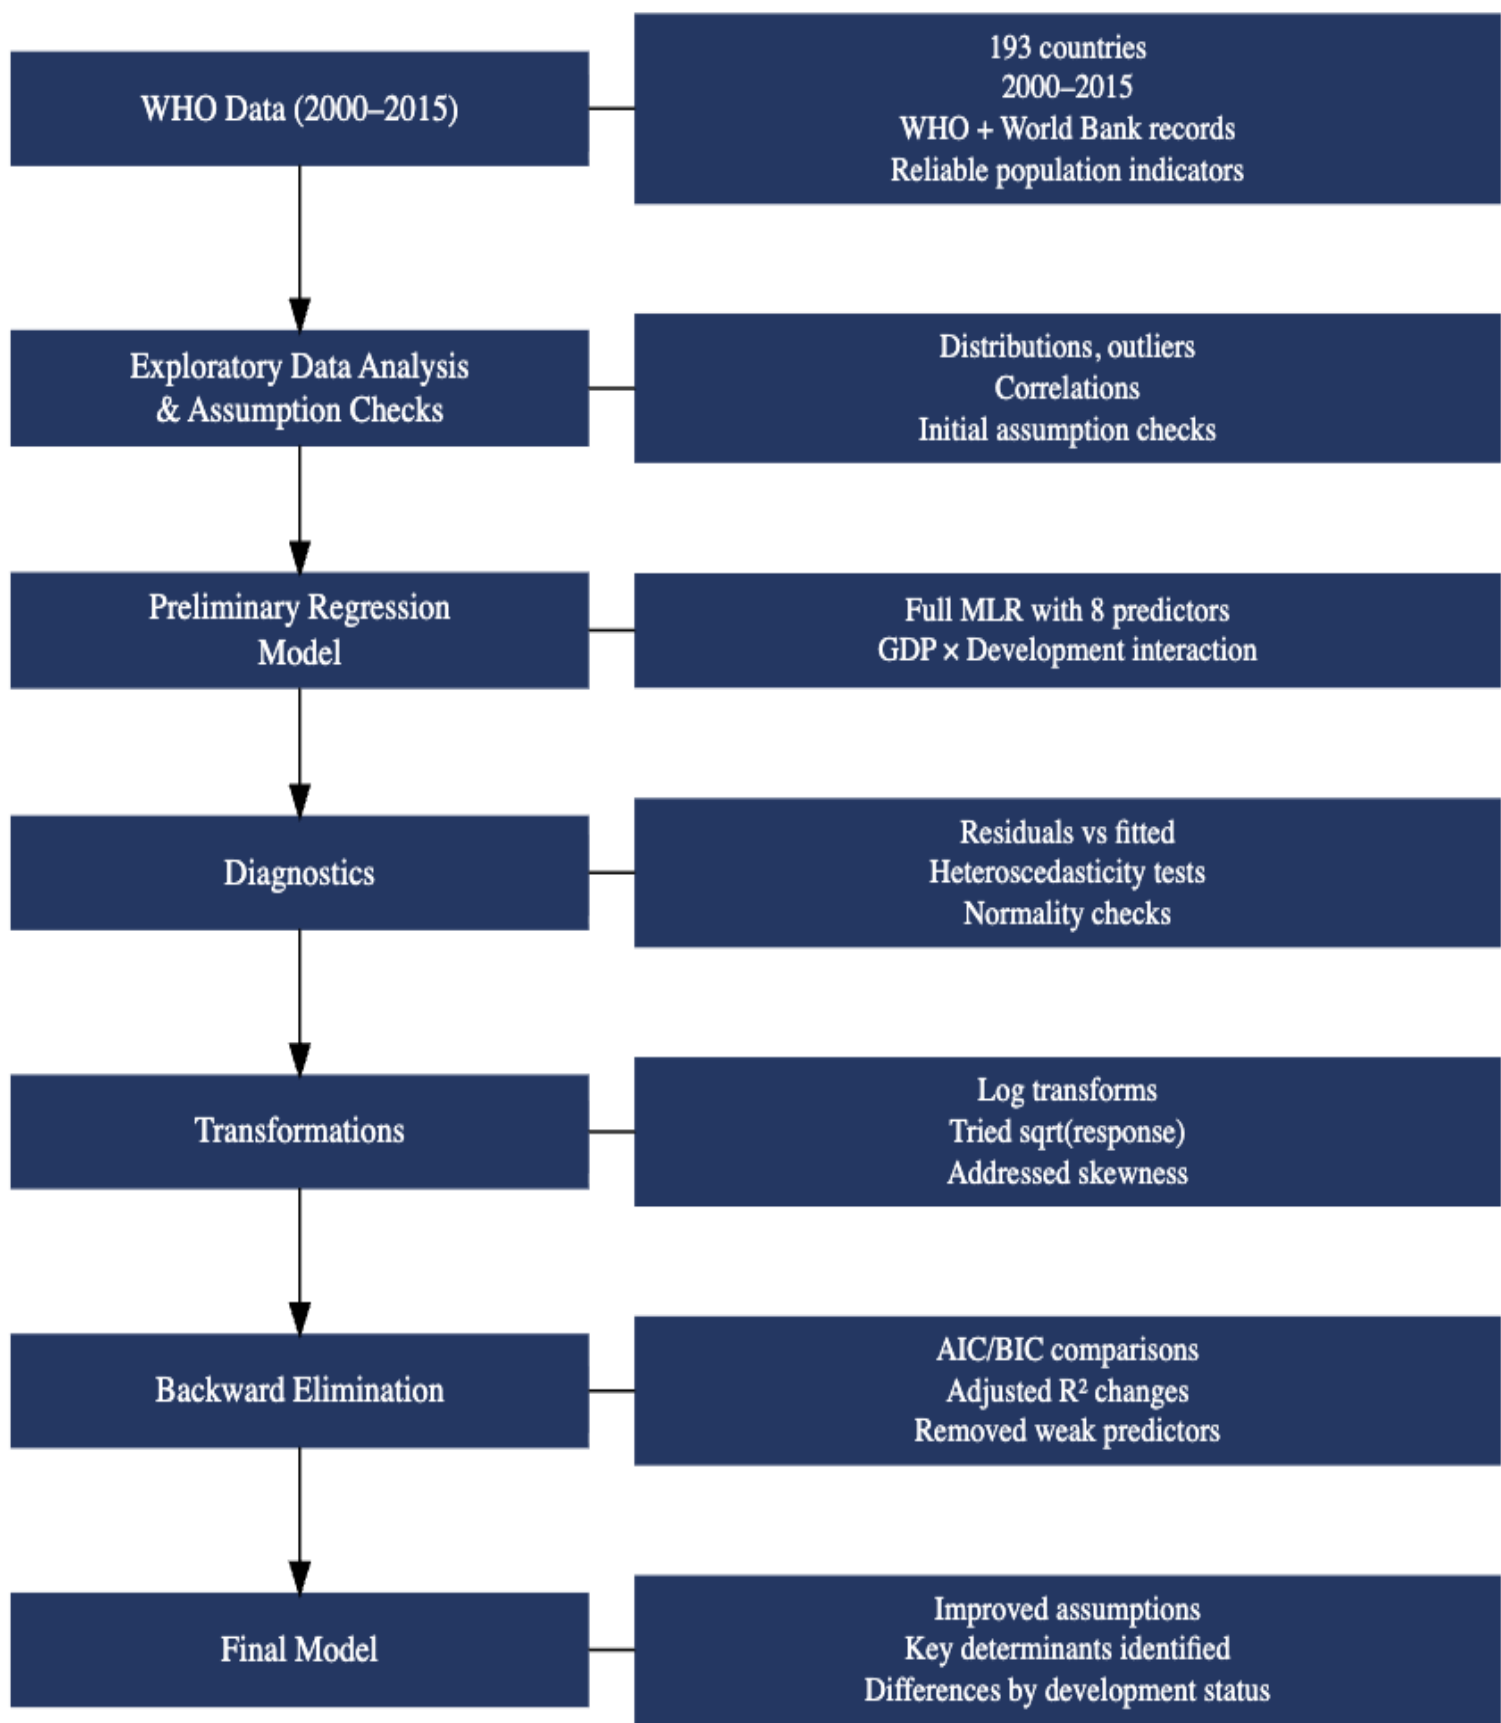 WHO Data (2000–2015)
193 countries
2000–2015
WHO + World Bank records
Reliable population indicators
Exploratory Data Analysis
& Assumption Checks
Distributions, outliers
Correlations
Initial assumption checks
Preliminary Regression
Model
Full MLR with 8 predictors
GDP × Development interaction
Diagnostics
Residuals vs fitted
Heteroscedasticity tests
Normality checks
Transformations
Log transforms
Tried sqrt(response)
Addressed skewness
Backward Elimination
AIC/BIC comparisons
Adjusted R² changes
Removed weak predictors
Final Model
Improved assumptions
Key determinants identified
Differences by development status